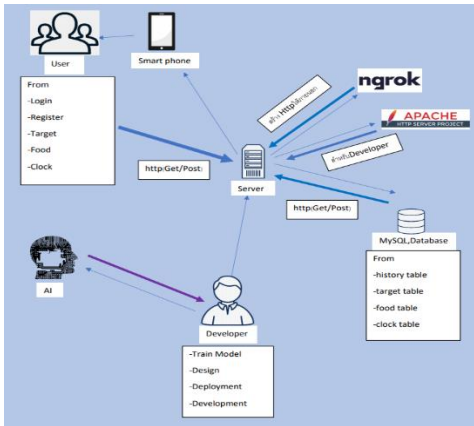 User
Smart phone
From
-Login
-Register
-Target
-Food
-Clock
http(Get/Post)
Http
ngrok
APACHE
HTTP SERVER PROJECT
Developer
Server
http(Get/Post)
MySQL,Database
From
-history table
-target table
-food table
-clock table
AI
Developer
-Train Model
-Design
-Deployment
-Development